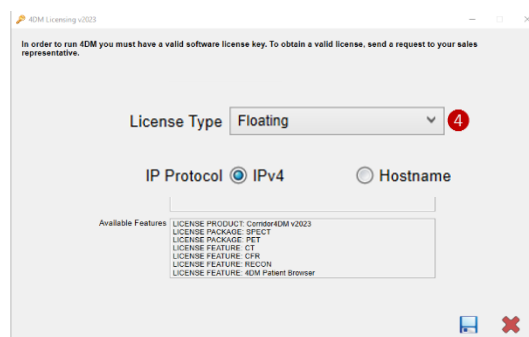 4DM Licensing v2023
In order to run 4DM you must have a valid software license key. To obtain a valid license, send a request to your sales
representative.
License Type Floating 4
IP Protocol IPv4 Hostname
Available Features LICENSE PRODUCT: Corridor4DM v2023
LICENSE PACKAGE: SPECT
LICENSE PACKAGE: PET
LICENSE FEATURE: CT
LICENSE FEATURE: CFR
LICENSE FEATURE: RECON
LICENSE FEATURE: 4DM Patient Browser